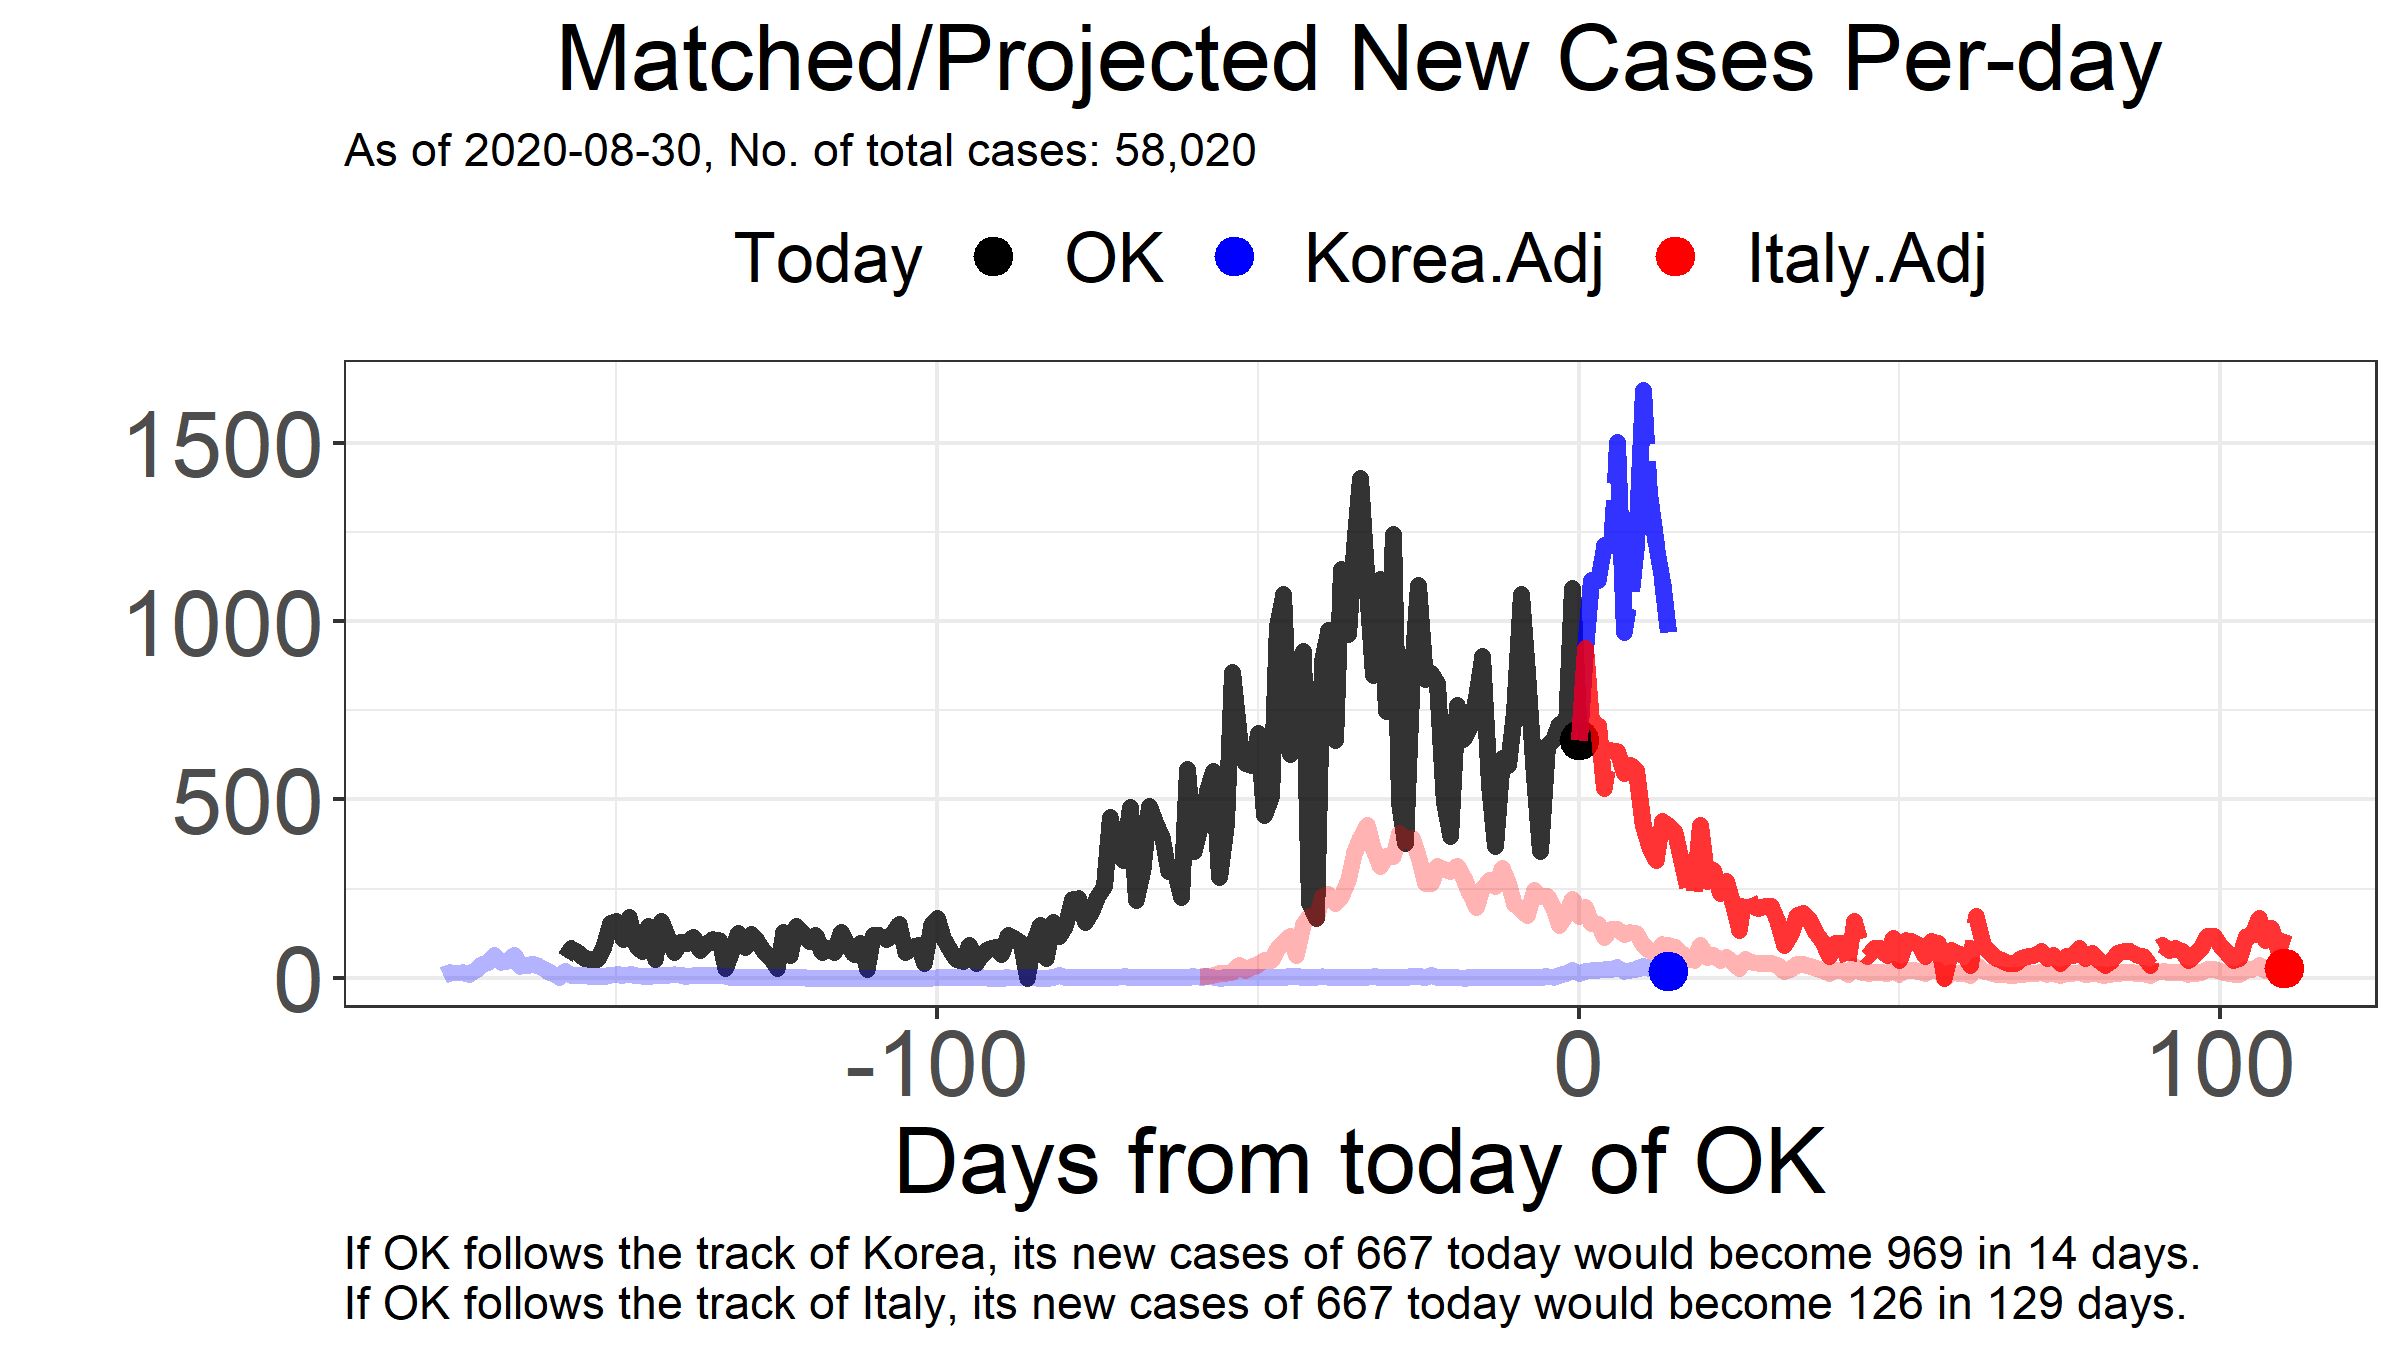 Matched/Projected New Cases Per-day
As of 2020-08-30, No. of total cases: 58,020
Today OK Korea.Adj Italy.Adj
1500
1000
500
0
-100 0 100
Days from today of OK
If OK follows the track of Korea, its new cases of 667 today would become 969 in 14 days.
If OK follows the track of Italy, its new cases of 667 today would become 126 in 129 days.